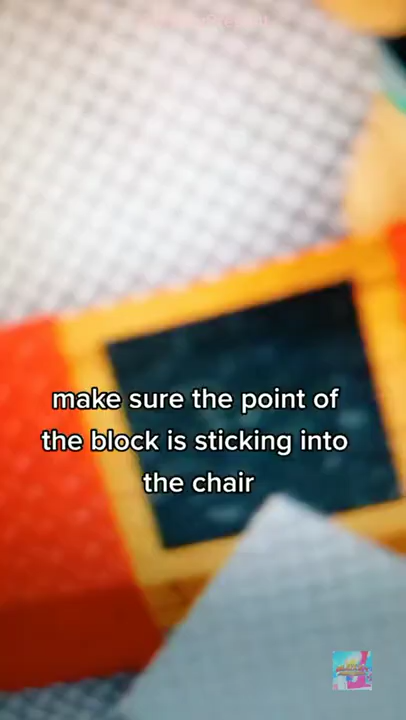 make sure the point of
the block is sticking into
the chair